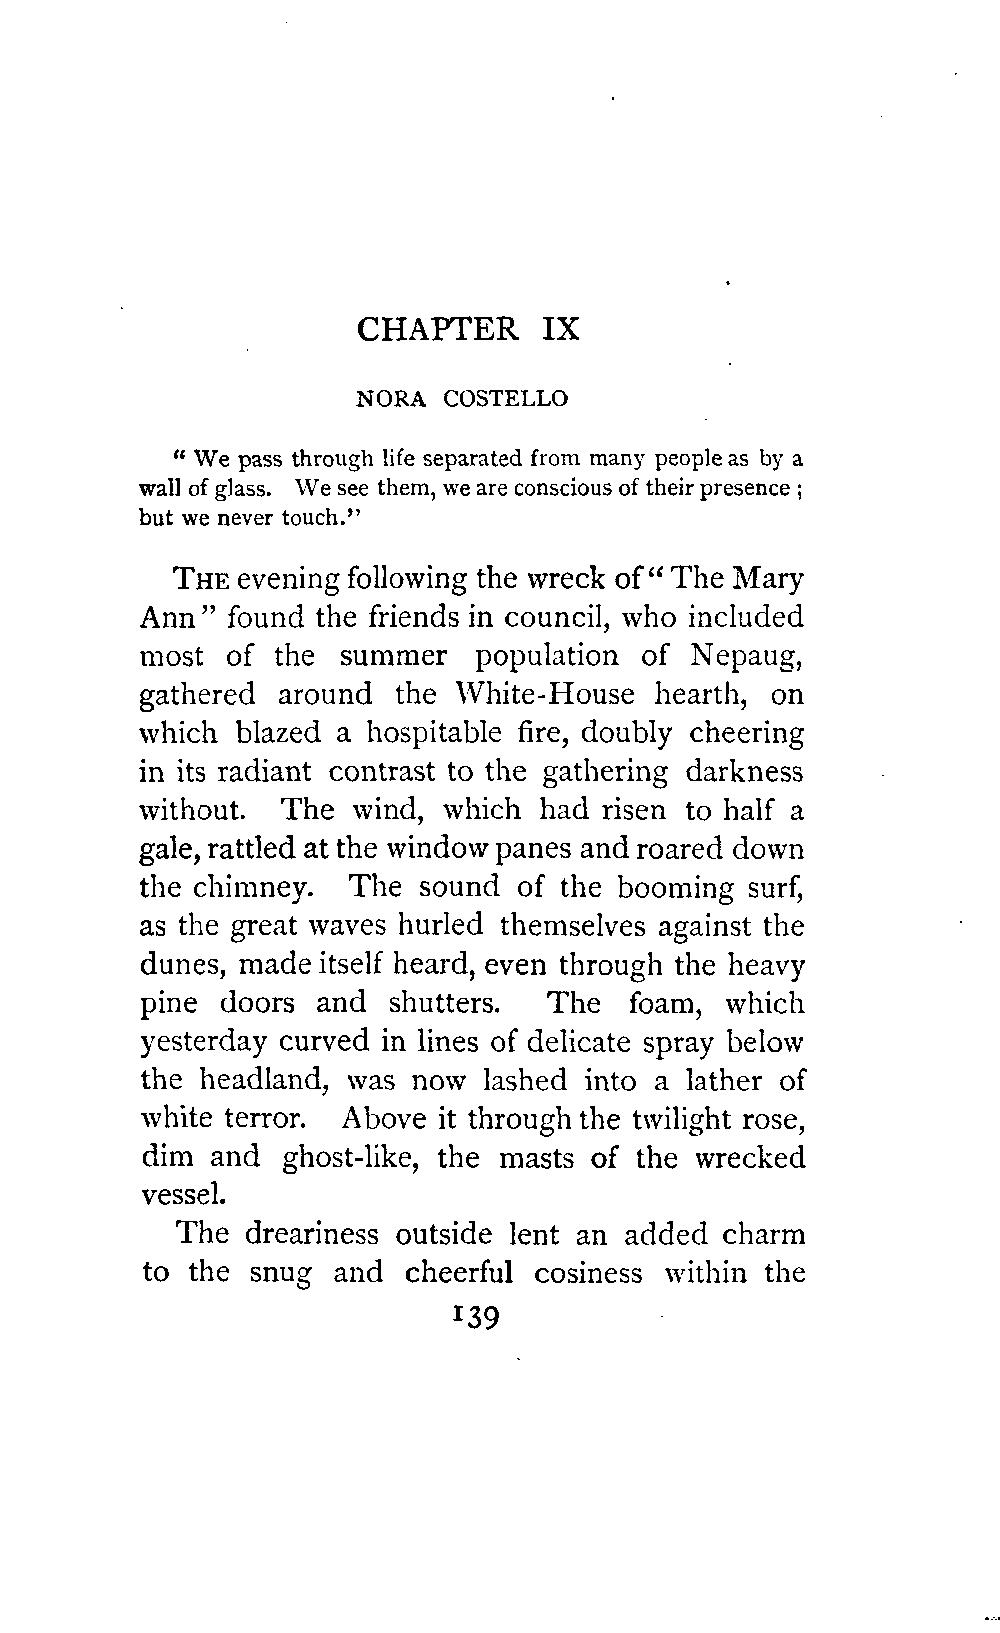 CHAPTER IX
NORA COSTELLO
" We pass through life separated from many people as by a
wall of glass. We see them, we are conscious of their presence ;
but we never touch."
THE evening following the wreck of " The Mary
Ann " found the friends in council, who included
most of the summer population of Nepaug,
gathered around the White-House hearth, on
which blazed a hospitable fire, doubly cheering
in its radiant contrast to the gathering darkness
without. The wind, which had risen to half a
gale, rattled at the window panes and roared down
the chimney. The sound of the booming surf,
as the great waves hurled themselves against the
dunes, made itself heard, even through the heavy
pine doors and shutters. The foam, which
yesterday curved in lines of delicate spray below
the headland, was now lashed into a lather of
white terror. Above it through the twilight rose,
dim and ghost-like, the masts of the wrecked
vessel.
The dreariness outside lent an added charm
to the snug and cheerful cosiness within the
139